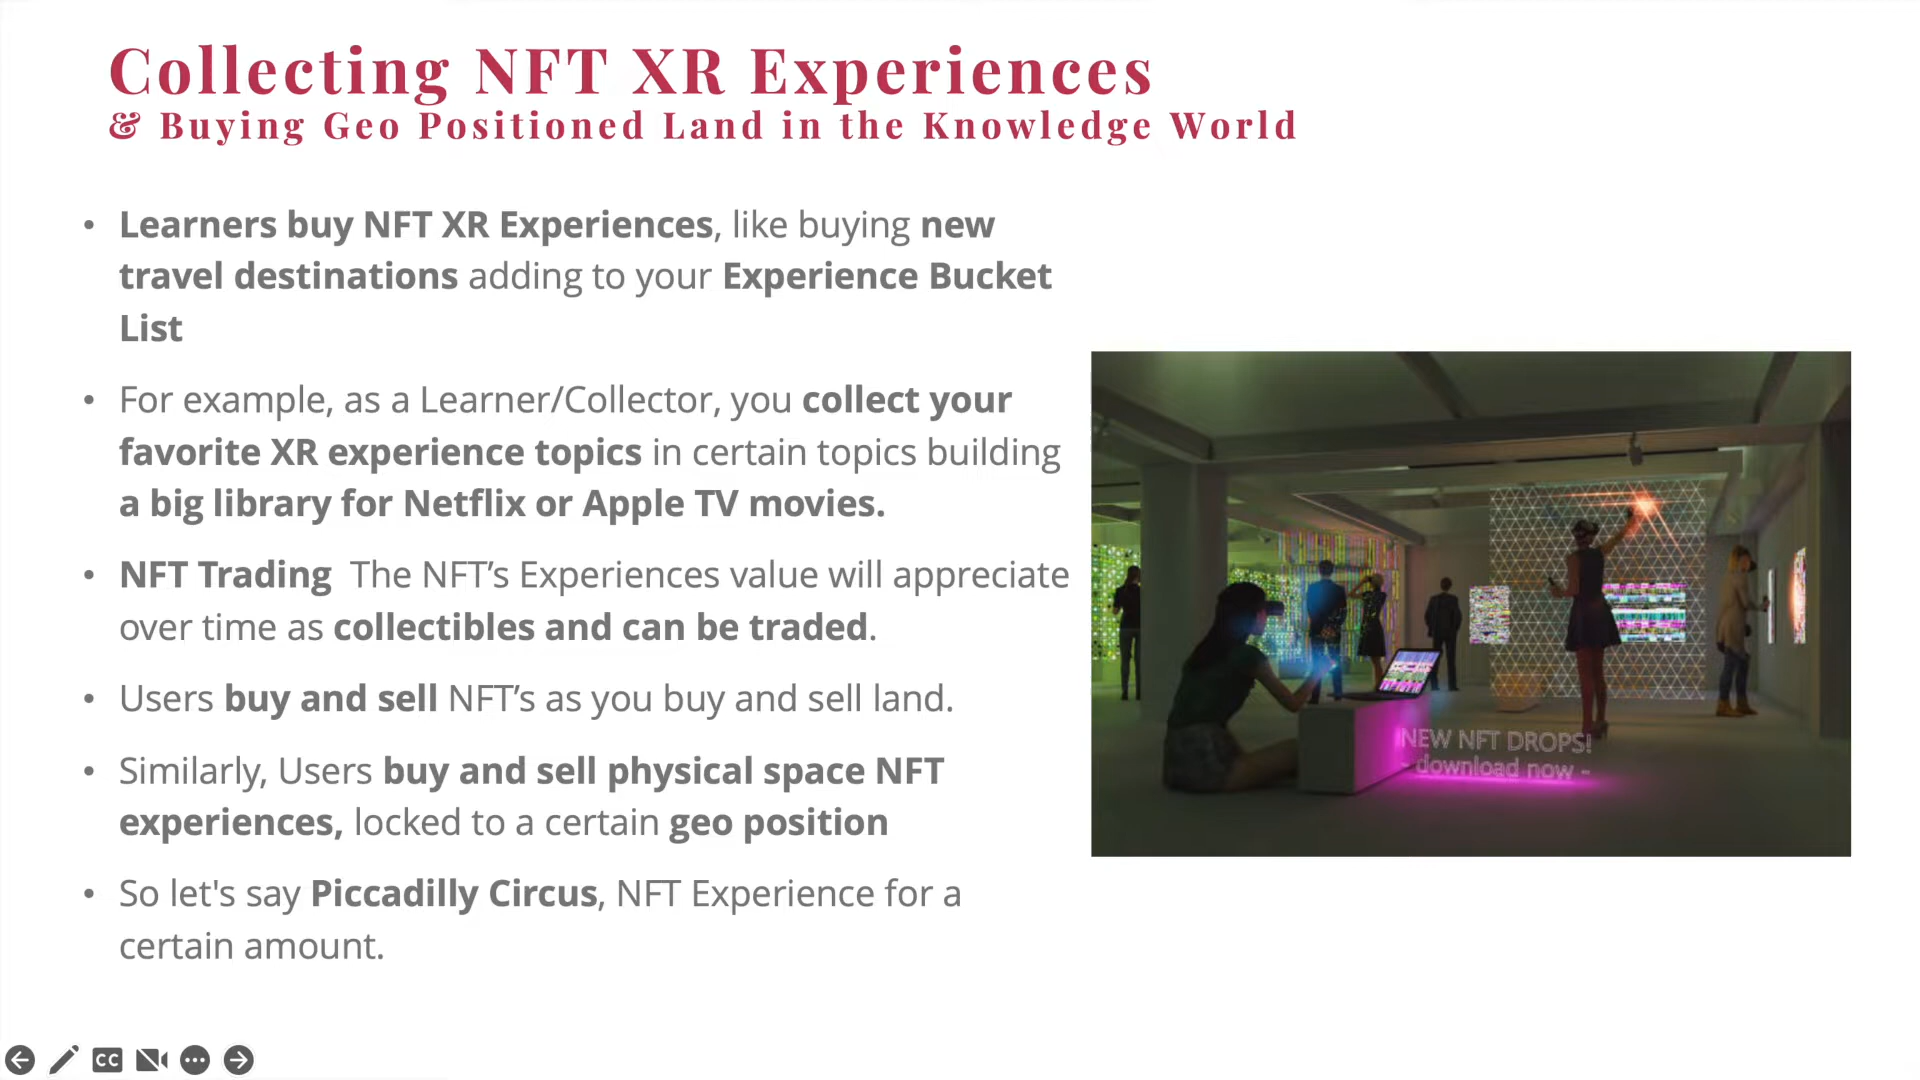 Collecting NFT XR Experiences
& Buying Geo Positioned Land in the Knowledge World
• Learners buy NFT XR Experiences, like buying new
travel destinations adding to your Experience Bucket
List
• For example, as a Learner/Collector, you collect your
favorite XR experience topics in certain topics building
a big library for Netflix or Apple TV movies.
• NFT Trading  The NFT’s Experiences value will appreciate
over time as collectibles and can be traded.
• Users buy and sell NFT’s as you buy and sell land.
• Similarly, Users buy and sell physical space NFT
experiences, locked to a certain geo position
• So let's say Piccadilly Circus, NFT Experience for a
certain amount.
NEW NFT DROPS!
- download now -
CC